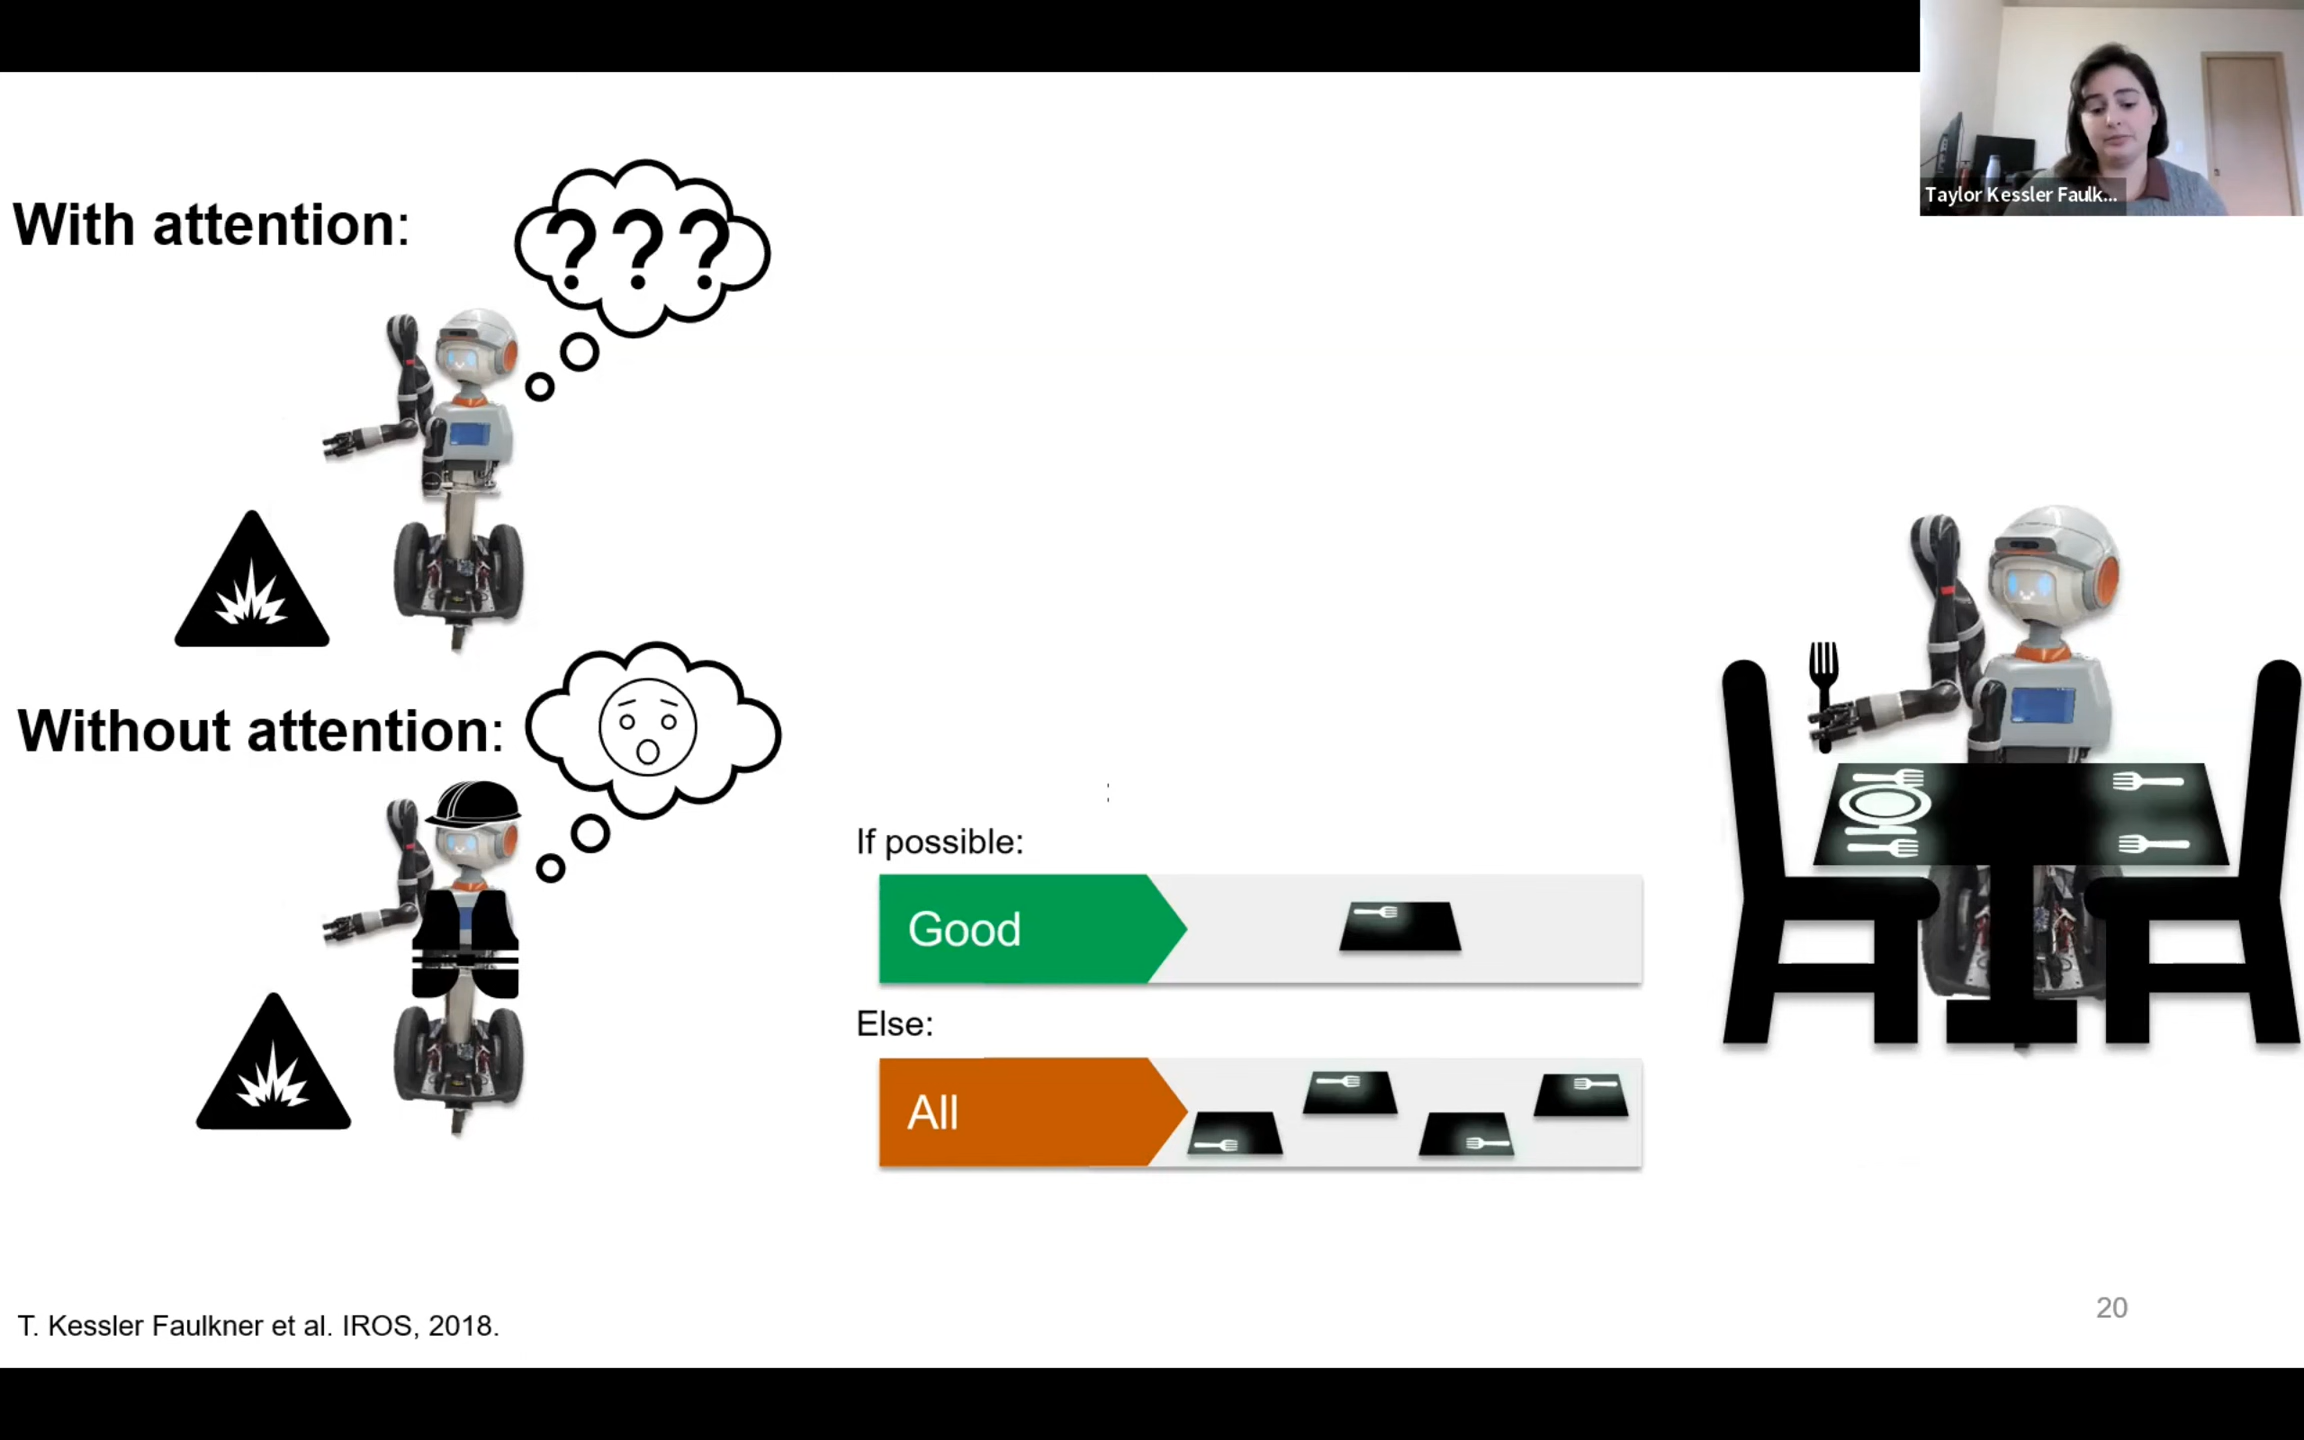 Taylor Kessler Faulk...
With attention:
???
Without attention:
:
If possible:
Good
Else:
All
T. Kessler Faulkner et al. IROS, 2018.
20